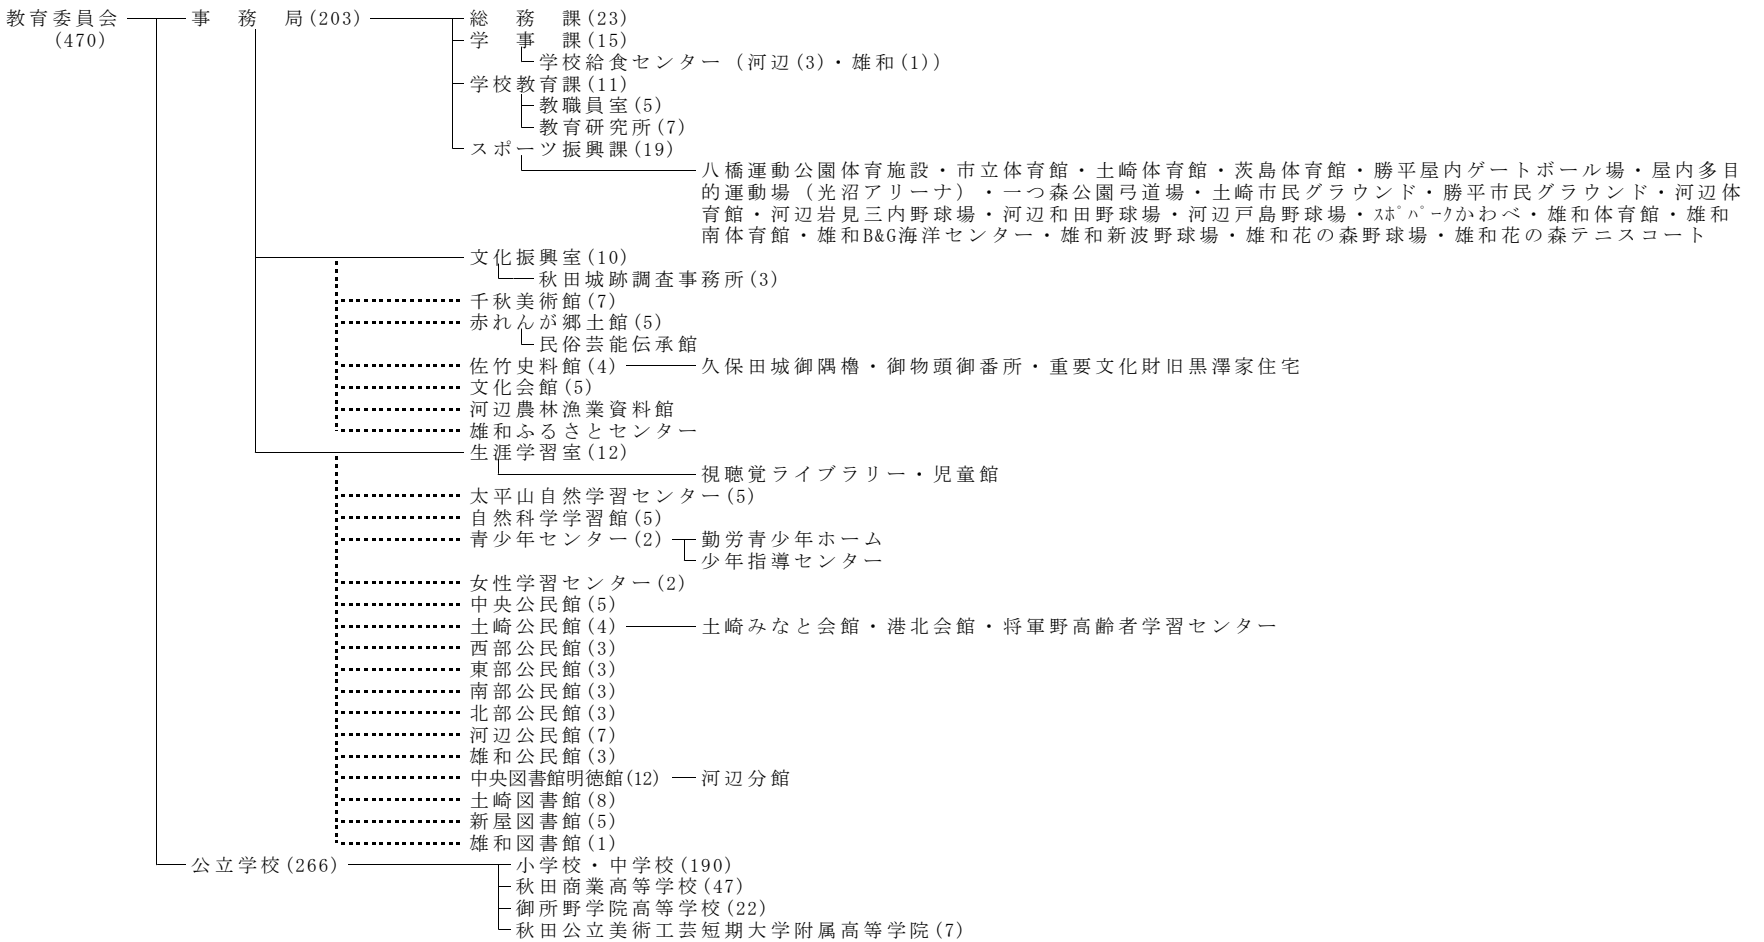 教育委員会 事務局(203) 総務課(23)
(470) 学事課(15)
学校給食センター（河辺(3)・雄和(1)）
学校教育課(11)
教職員室(5)
教育研究所(7)
スポーツ振興課(19)
八橋運動公園体育施設・市立体育館・土崎体育館・茨島体育館・勝平屋内ゲートボール場・屋内多目
的運動場（光沼アリーナ）・一つ森公園弓道場・土崎市民グラウンド・勝平市民グラウンド・河辺体
育館・河辺岩見三内野球場・河辺和田野球場・河辺戸島野球場・ｽﾎﾟﾊﾟｰｸかわべ・雄和体育館・雄和
南体育館・雄和B&G海洋センター・雄和新波野球場・雄和花の森野球場・雄和花の森テニスコート
文化振興室(10)
秋田城跡調査事務所(3)
千秋美術館(7)
赤れんが郷土館(5)
民俗芸能伝承館
佐竹史料館(4) 久保田城御隅櫓・御物頭御番所・重要文化財旧黒澤家住宅
文化会館(5)
河辺農林漁業資料館
雄和ふるさとセンター
生涯学習室(12)
視聴覚ライブラリー・児童館
太平山自然学習センター(5)
自然科学学習館(5)
青少年センター(2) 勤労青少年ホーム
少年指導センター
女性学習センター(2)
中央公民館(5)
土崎公民館(4) 土崎みなと会館・港北会館・将軍野高齢者学習センター
西部公民館(3)
東部公民館(3)
南部公民館(3)
北部公民館(3)
河辺公民館(7)
雄和公民館(3)
中央図書館明徳館(12) 河辺分館
土崎図書館(8)
新屋図書館(5)
雄和図書館(1)
公立学校(266) 小学校・中学校(190)
秋田商業高等学校(47)
御所野学院高等学校(22)
秋田公立美術工芸短期大学附属高等学院(7)